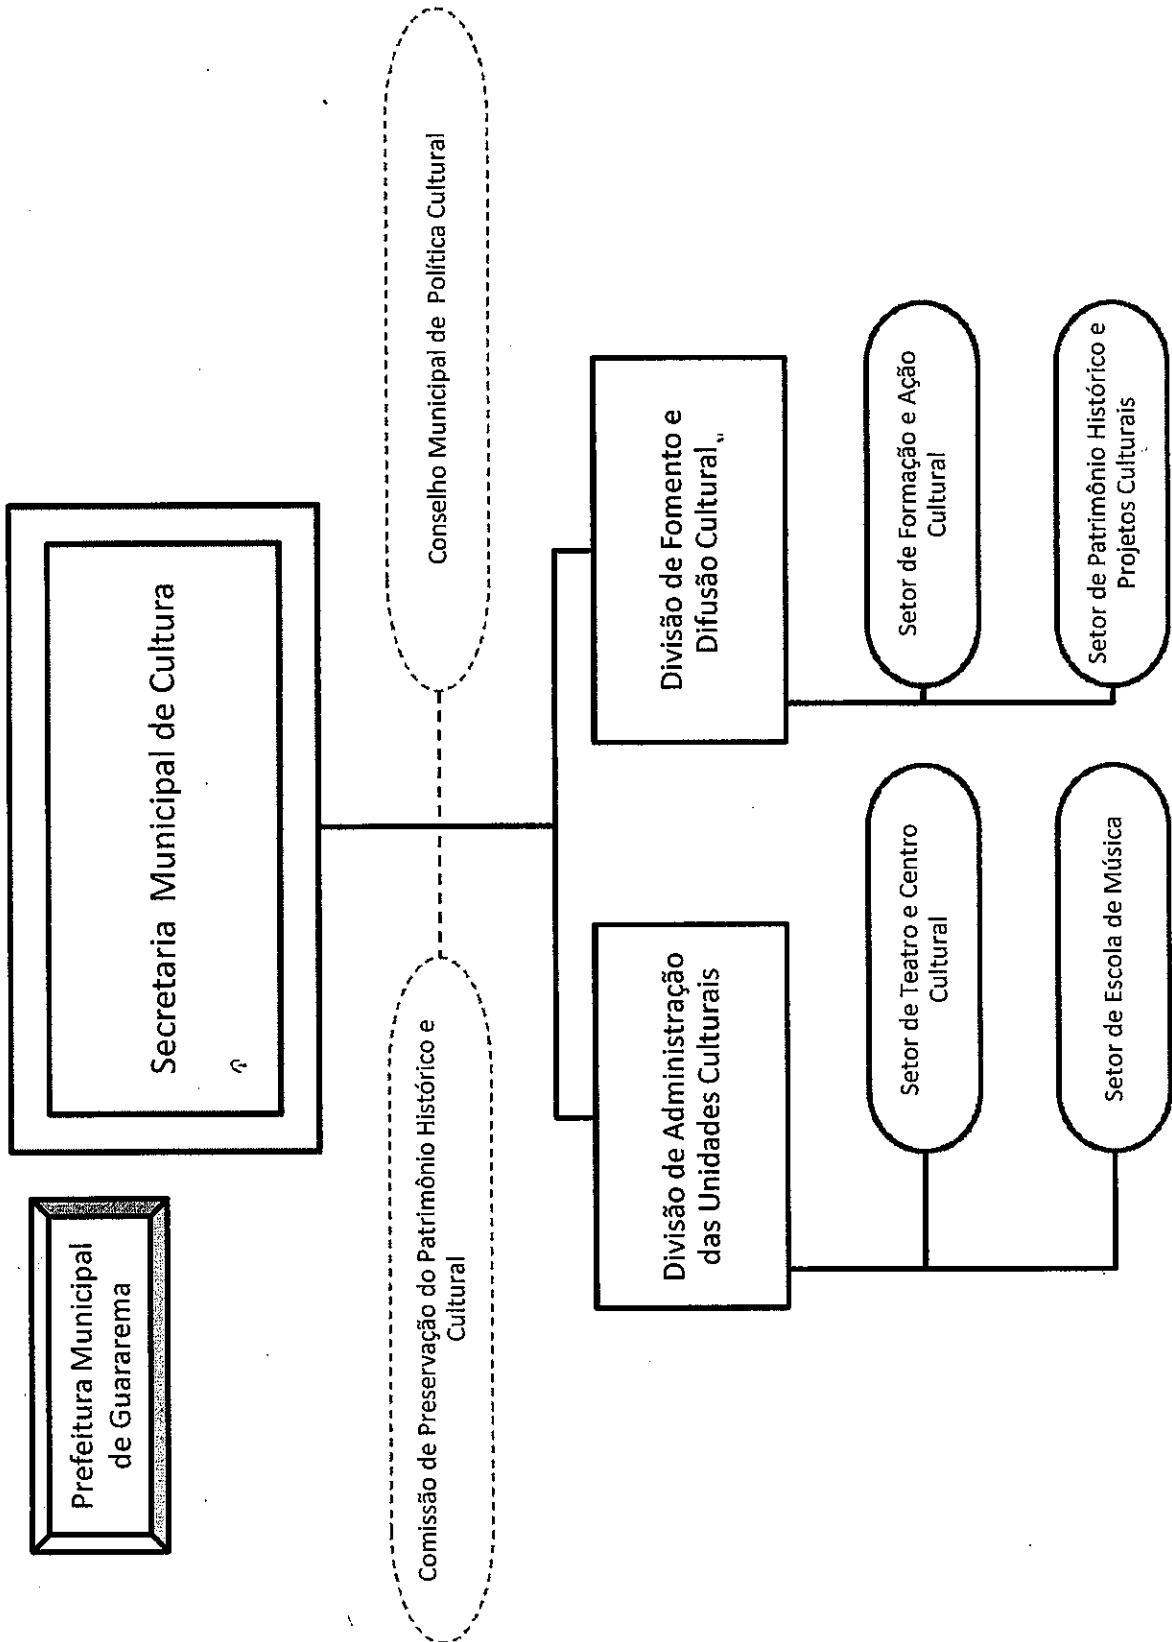 Prefeitura Municipal
de Guararema
Secretaria Municipal de Cultura
Comissão de Preservação do Patrimônio Histórico e
Cultural
Conselho Municipal de Política Cultural
Divisão de Administração
das Unidades Culturais
Divisão de Fomento e
Difusão Cultural
Setor de Teatro e Centro
Cultural
Setor de Formação e Ação
Cultural
Setor de Escola de Música
Setor de Patrimônio Histórico e
Projetos Culturais